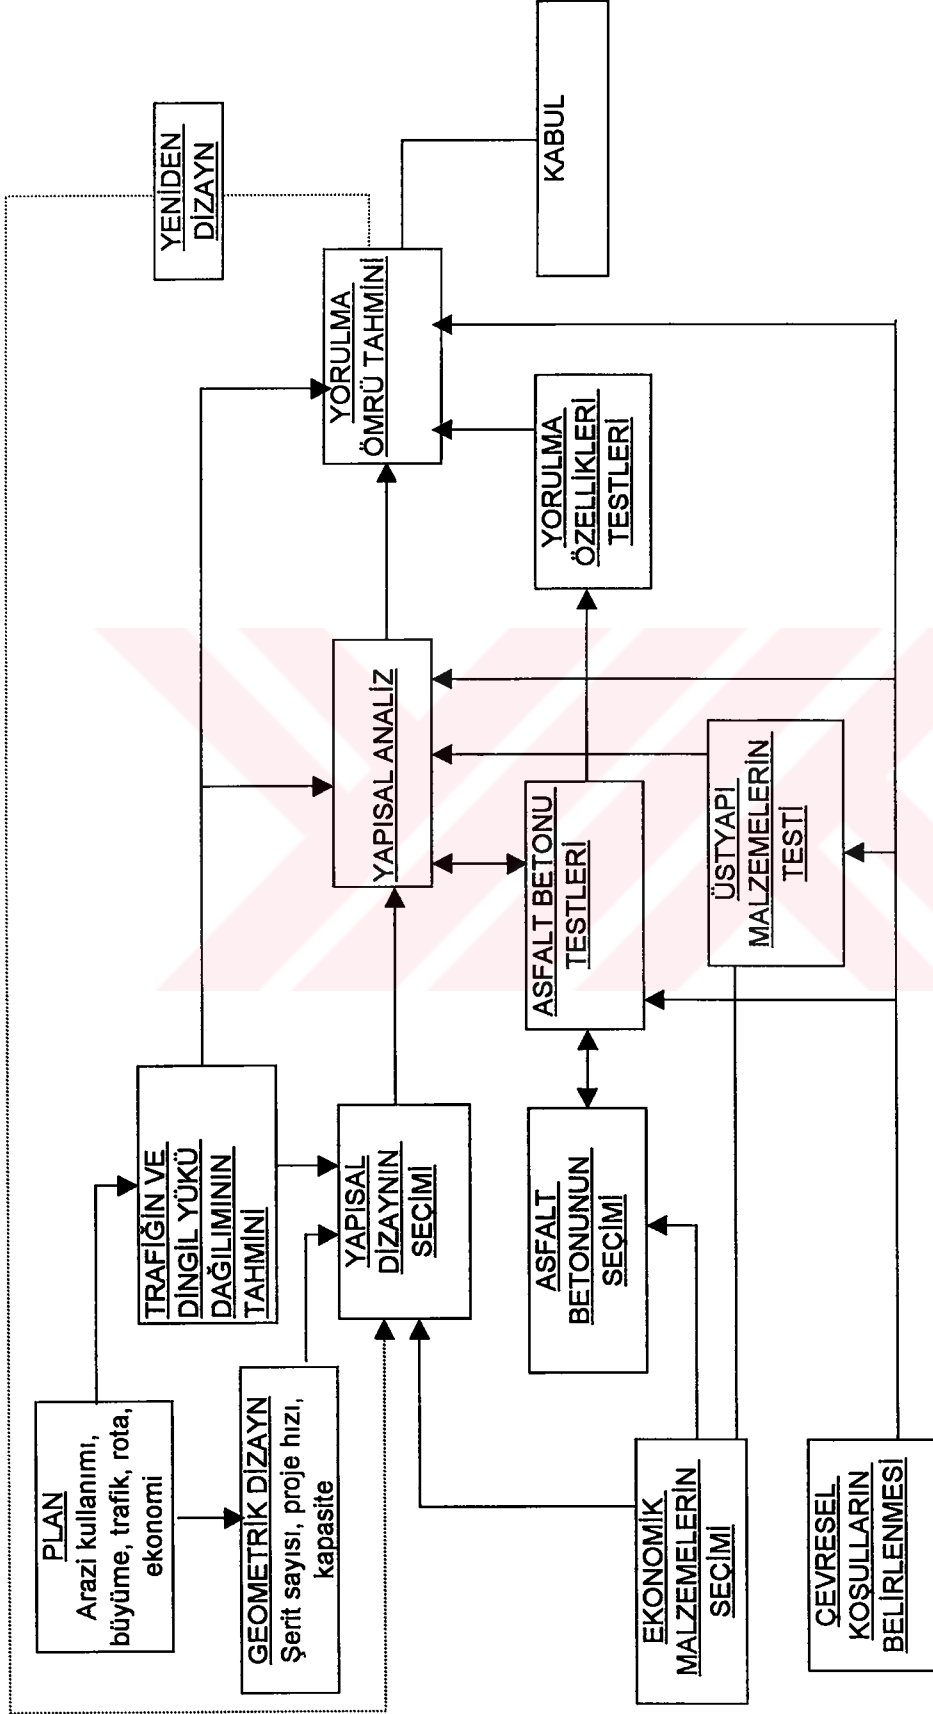 PLAN
Arazi kullanımı,
büyüme, trafik, rota,
ekonomi
TRAFİĞİN VE
DİNGİL YÜKÜ
DAĞILIMININ
TAHMİNİ
YENİDEN
DİZAYN
GEOMETRİK DİZAYN
Şerit sayısı, proje hızı,
kapasite
YAPISAL
DİZAYNIN
SEÇİMİ
YAPISAL ANALİZ
YORULMA
ÖMRÜ TAHMİNİ
ASFALT
BETONUNUN
SEÇİMİ
ASFALT BETONU
TESTLERİ
YORULMA
ÖZELLİKLERİ
TESTLERİ
KABUL
EKONOMİK
MALZEMELERİN
SEÇİMİ
ÜSTYAPI
MALZEMELERİN
TESTİ
ÇEVRESEL
KOŞULLARIN
BELİRLENMESİ